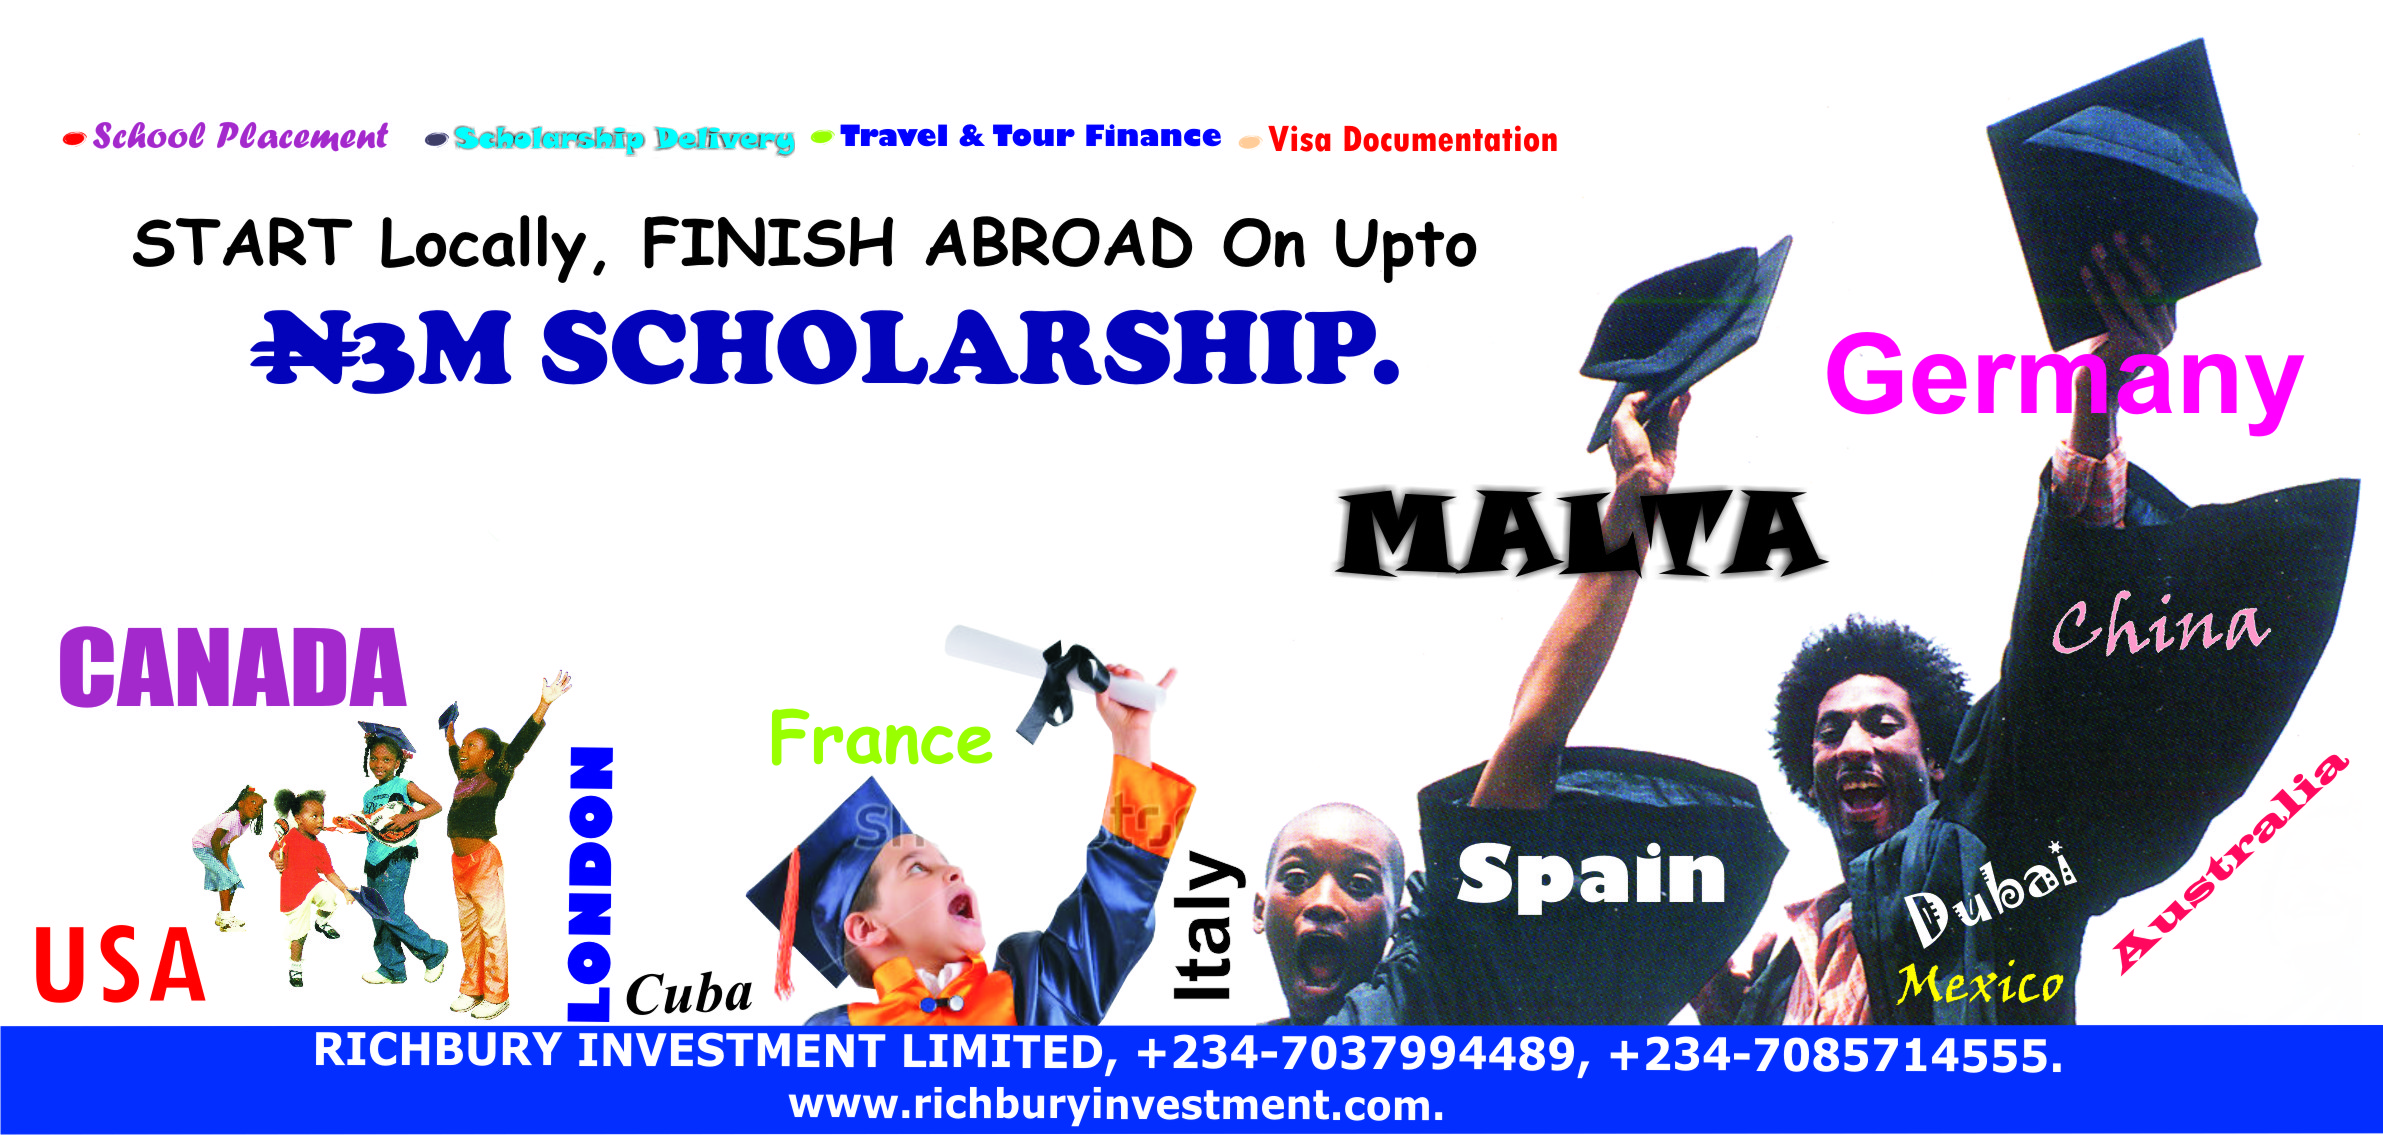 School Placement
Scholarship Delivery
Travel & Tour Finance
Visa Documentation
START Locally, FINISH ABROAD On Upto
₦3M SCHOLARSHIP.
Germany
MALTA
China
CANADA
France
LONDON
Italy
Spain
Australia
Dubai
USA
Cuba
Mexico
RICHBURY INVESTMENT LIMITED, +234-7037994489, +234-7085714555.
www.richburyinvestment.com.